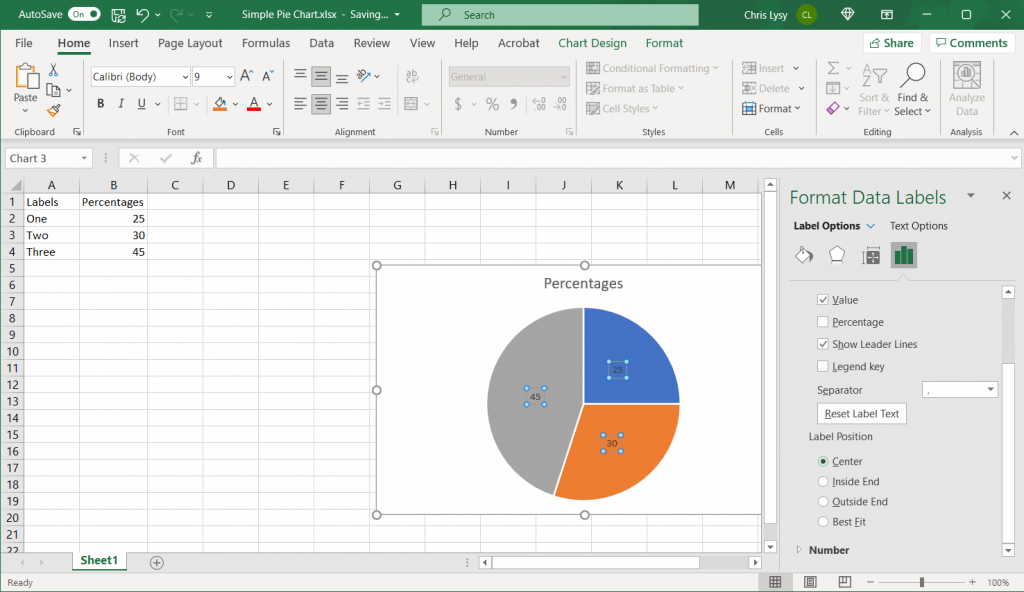 AutoSave On Simple Pie Chart.xlsx - Saving... Search Chris Lysy CL
File Home Insert Page Layout Formulas Data Review View Help Acrobat Chart Design Format Share Comments
Paste Calibri (Body) 9 A A ab General Conditional Formatting Insert Sort & Filter Find & Select Analyze Data
B I U A $ % , Format as Table Delete
Cell Styles Format
Clipboard Font Alignment Number Styles Cells Editing Analysis
Chart 3 fx
A B C D E F G H I J K L M
1 Labels Percentages
2 One 25
3 Two 30
4 Three 45
5
6
7
8
9
10
11
12
13
14
15
16
17
18
19
20
21
22
Percentages
25
45
30
Format Data Labels
Label Options Text Options
Value
Percentage
Show Leader Lines
Legend key
Separator ,
Reset Label Text
Label Position
Center
Inside End
Outside End
Best Fit
Number
Sheet1
Ready 100%